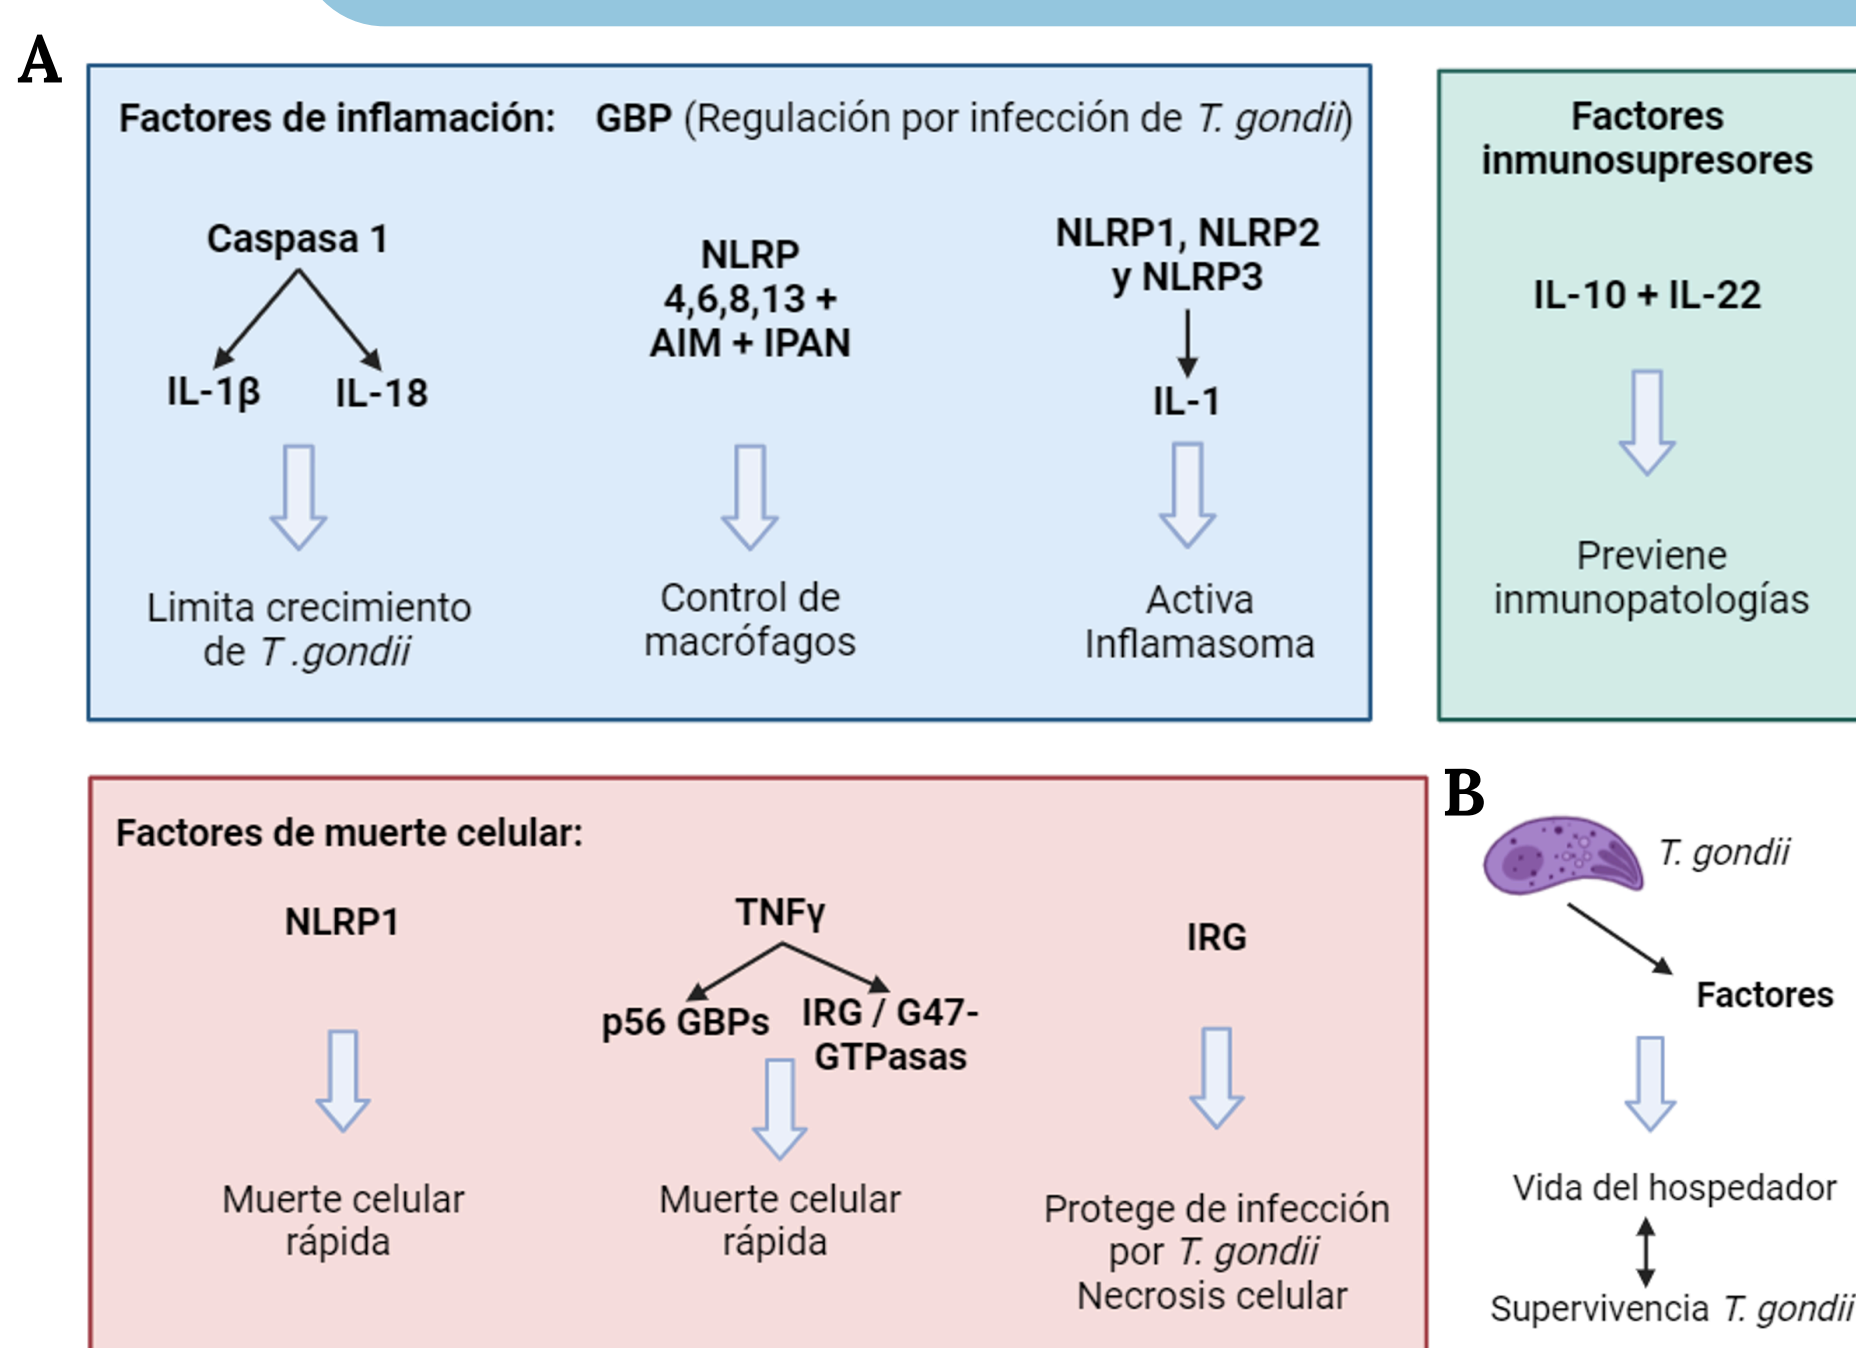 A
Factores de inflamación: GBP (Regulación por infección de T. gondii)
Caspasa 1
IL-1β IL-18
Limita crecimiento
de T .gondii
NLRP
4,6,8,13 +
AIM + IPAN
Control de
macrófagos
NLRP1, NLRP2
y NLRP3
IL-1
Activa
Inflamasoma
Factores
inmunosupresores
IL-10 + IL-22
Previene
inmunopatologías
Factores de muerte celular:
NLRP1
Muerte celular
rápida
TNFγ
p56 GBPs
IRG / G47-
GTPasas
Muerte celular
rápida
IRG
Protege de infección
por T. gondii
Necrosis celular
B
T. gondii
Factores
Vida del hospedador
Supervivencia T. gondii